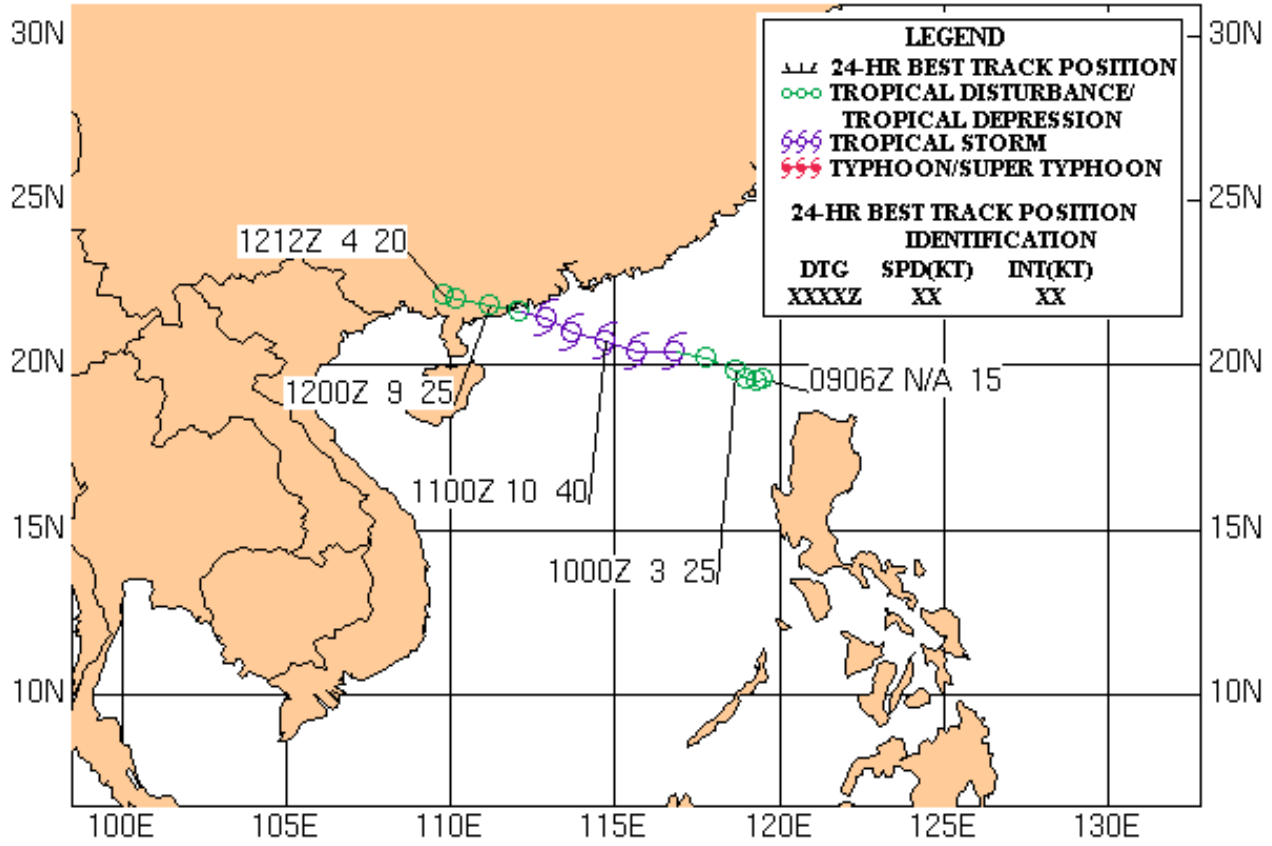 30N
30N
LEGEND
24-HR BEST TRACK POSITION
TROPICAL DISTURBANCE/
TROPICAL DEPRESSION
TROPICAL STORM
TYPHOON/SUPER TYPHOON
25N
25N
24-HR BEST TRACK POSITION
IDENTIFICATION
DTG SPD(KT) INT(KT)
XXXXZ XX XX
1212Z 4 20
20N
20N
0906Z N/A 15
1200Z 9 25
1100Z 10 40
15N
15N
1000Z 3 25
10N
10N
100E 105E 110E 115E 120E 125E 130E